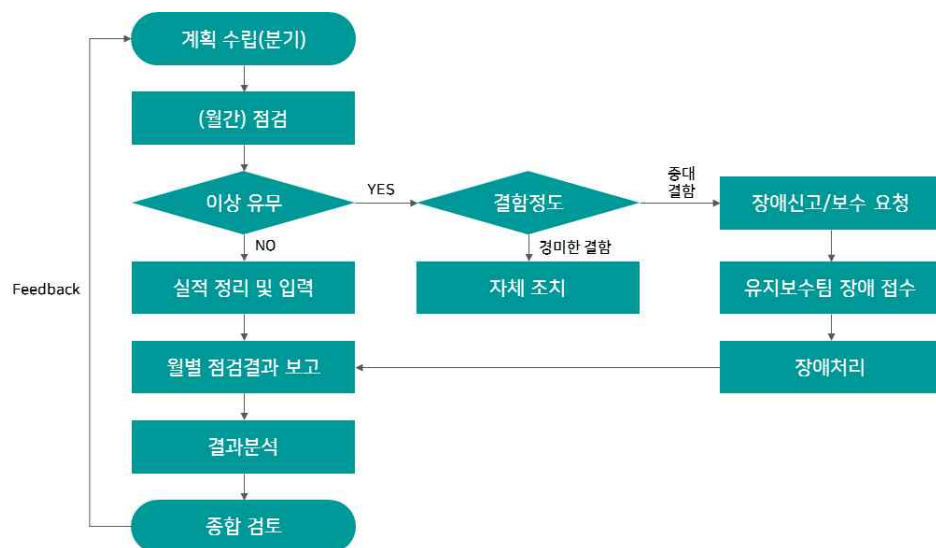 계획 수립(분기)
(월간) 점검
이상 유무
YES
결함정도
중대
결함
장애신고/보수 요청
NO
경미한 결함
Feedback
실적 정리 및 입력
자체 조치
유지보수팀 장애 접수
월별 점검결과 보고
장애처리
결과분석
종합 검토